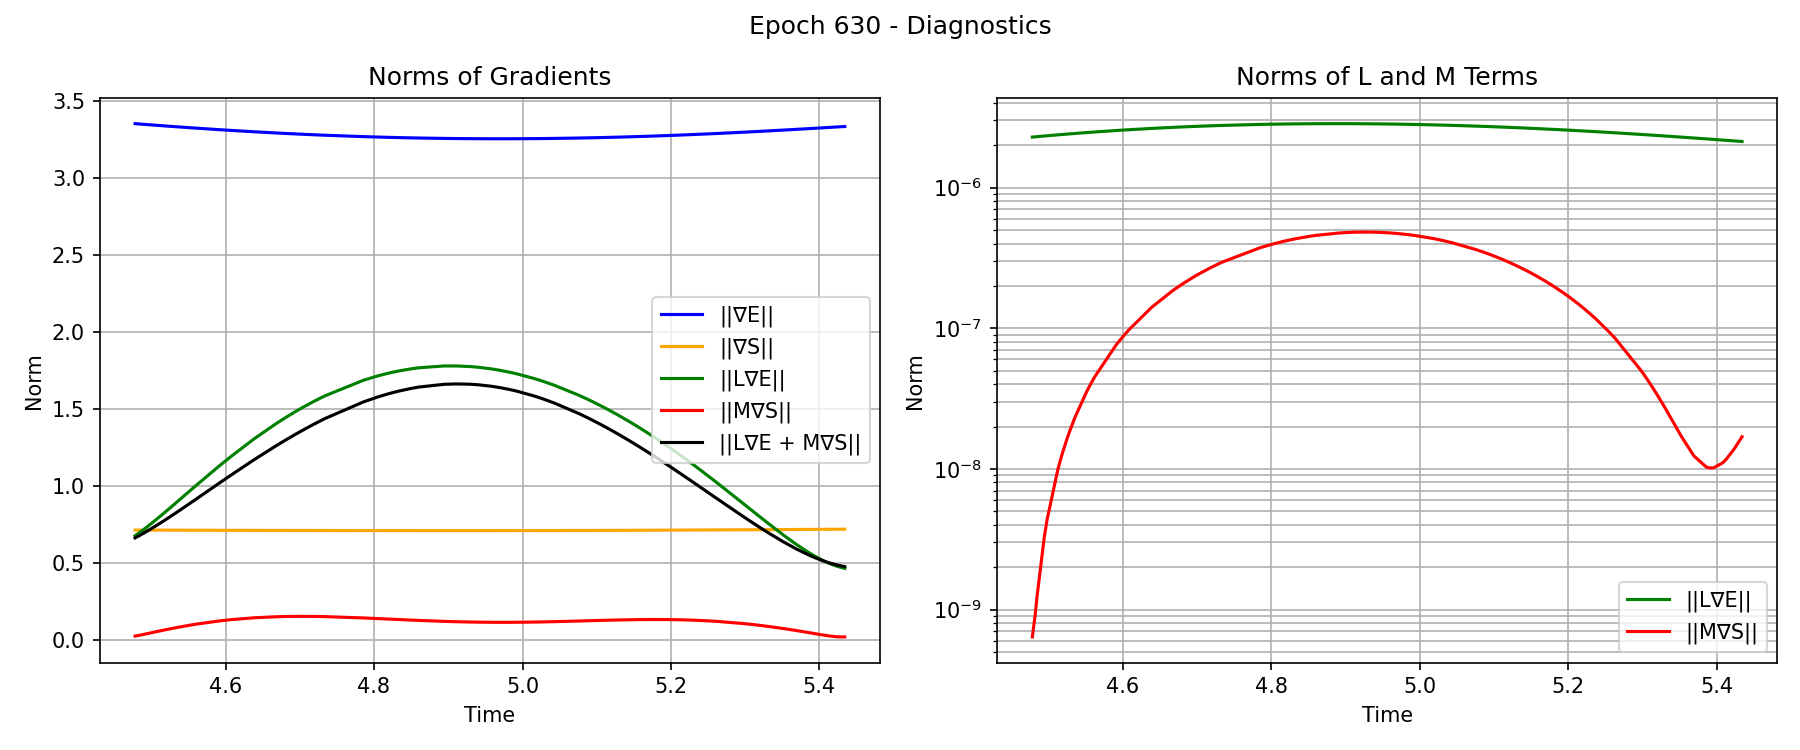 Epoch 630 - Diagnostics
Norms of Gradients
3.5
3.0
2.5
2.0
1.5
1.0
0.5
0.0
Norm
4.6 4.8 5.0 5.2 5.4
Time
||∇E||
||∇S||
||L∇E||
||M∇S||
||L∇E + M∇S||
Norms of L and M Terms
10⁻⁶
10⁻⁷
10⁻⁸
10⁻⁹
Norm
4.6 4.8 5.0 5.2 5.4
Time
||L∇E||
||M∇S||